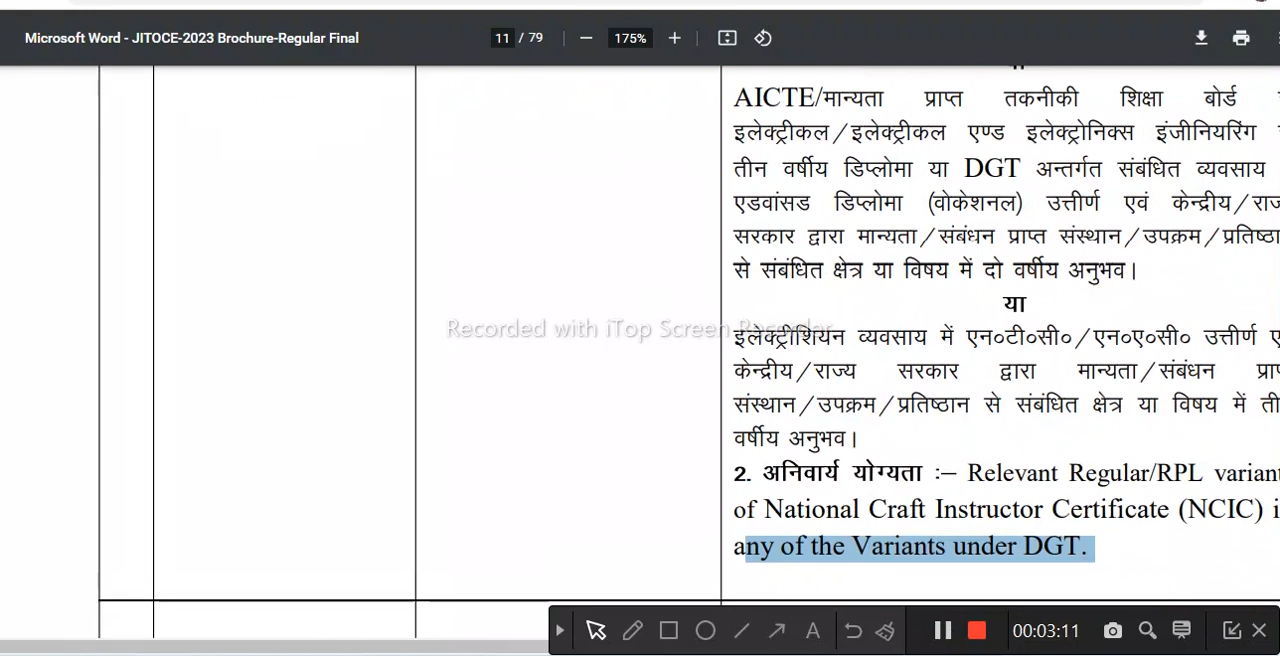 Microsoft Word - JITOCE-2023 Brochure-Regular Final
11 / 79
175%
AICTE/मान्यता प्राप्त तकनीकी शिक्षा बोर्ड
इलेक्ट्रीकल/इलेक्ट्रीकल एण्ड इलेक्ट्रोनिक्स इंजीनियरिंग
तीन वर्षीय डिप्लोमा या DGT अन्तर्गत संबंधित व्यवसाय
एडवांसड डिप्लोमा (वोकेशनल) उत्तीर्ण एवं केन्द्रीय/राज
सरकार द्वारा मान्यता/संबंधन प्राप्त संस्थान/उपक्रम/प्रतिष्ठा
से संबंधित क्षेत्र या विषय में दो वर्षीय अनुभव।
या
Recorded with iTop Screen Recorder
इलेक्ट्रीशियन व्यवसाय में एन०टी०सी०/एन०ए०सी० उत्तीर्ण ए
केन्द्रीय/राज्य सरकार द्वारा मान्यता/संबंधन प्रा
संस्थान/उपक्रम/प्रतिष्ठान से संबंधित क्षेत्र या विषय में ती
वर्षीय अनुभव।
2. अनिवार्य योग्यता :– Relevant Regular/RPL variant
of National Craft Instructor Certificate (NCIC) i
any of the Variants under DGT.
A
00:03:11